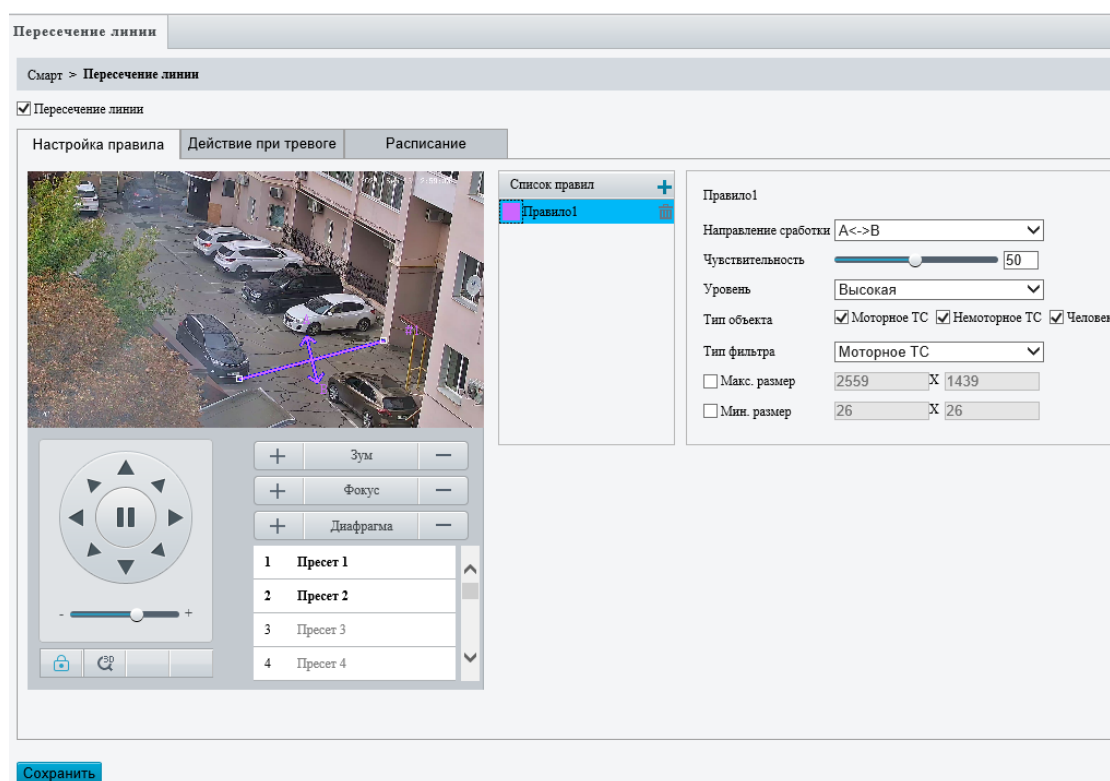 Пересечение линии
Смарт > Пересечение линии
Пересечение линии
Настройка правила Действие при тревоге Расписание
Список правил +
Правило1
Правило1
Направление сработки A<->B
Чувствительность 50
Уровень Высокая
Тип объекта Моторное ТС Немоторное ТС Человек
Тип фильтра Моторное ТС
Макс. размер 2559 X 1439
Мин. размер 26 X 26
#1
+ Зум −
+ Фокус −
+ Диафрагма −
1 Пресет 1
2 Пресет 2
3 Пресет 3
4 Пресет 4
- +
3D
Сохранить